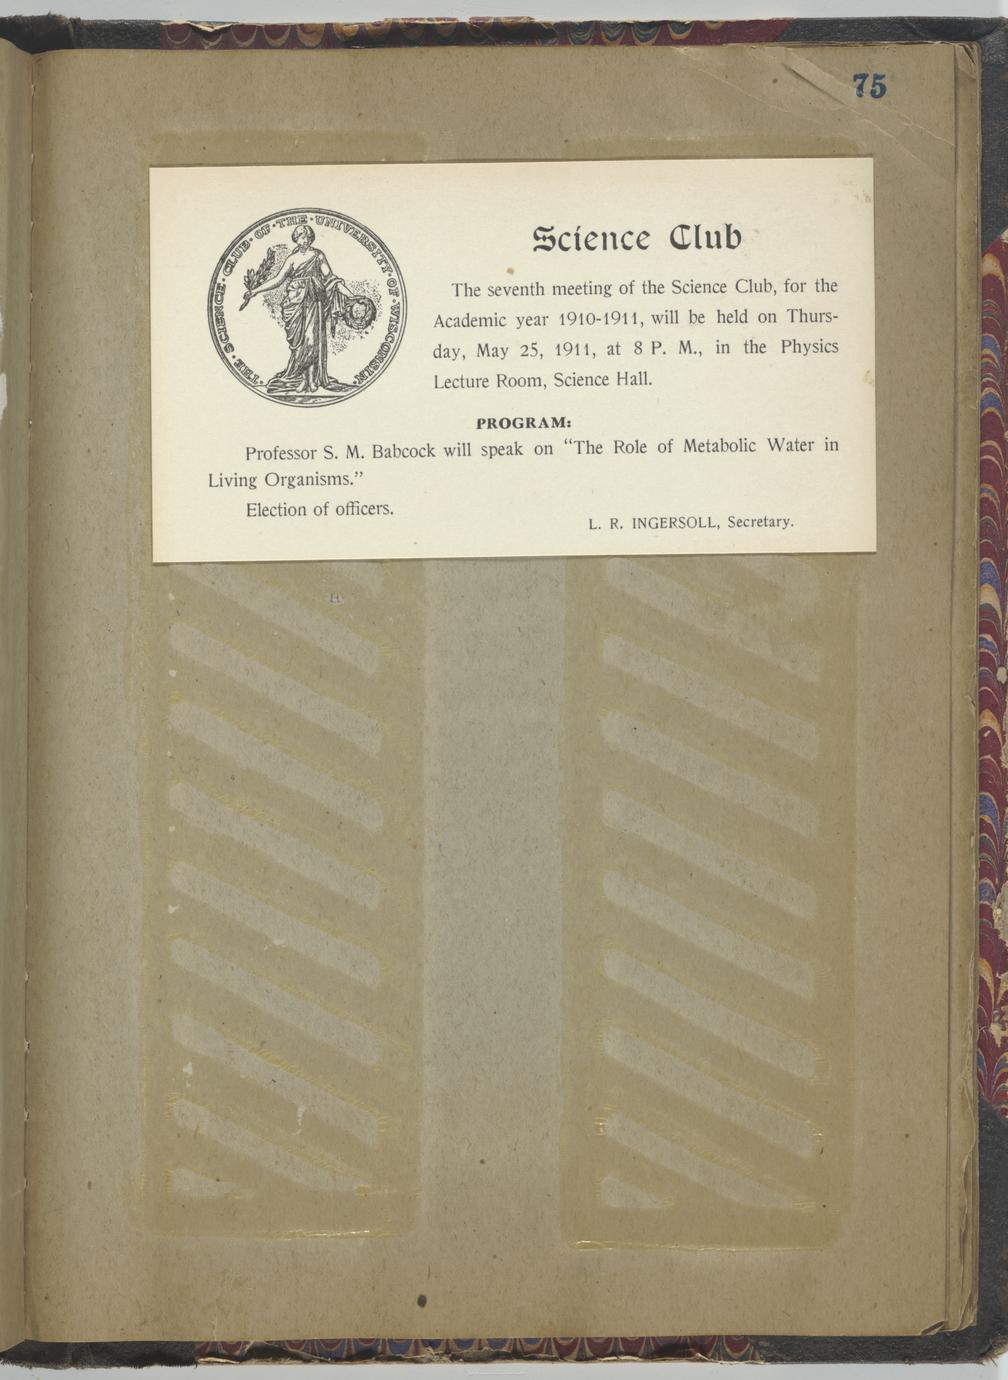 75
THE · SCIENCE · CLUB · OF · THE · UNIVERSITY · OF · WISCONSIN ·
Science Club
The seventh meeting of the Science Club, for the
Academic year 1910-1911, will be held on Thurs-
day, May 25, 1911, at 8 P. M., in the Physics
Lecture Room, Science Hall.
PROGRAM:
Professor S. M. Babcock will speak on “The Role of Metabolic Water in
Living Organisms.”
Election of officers.
L. R. INGERSOLL, Secretary.